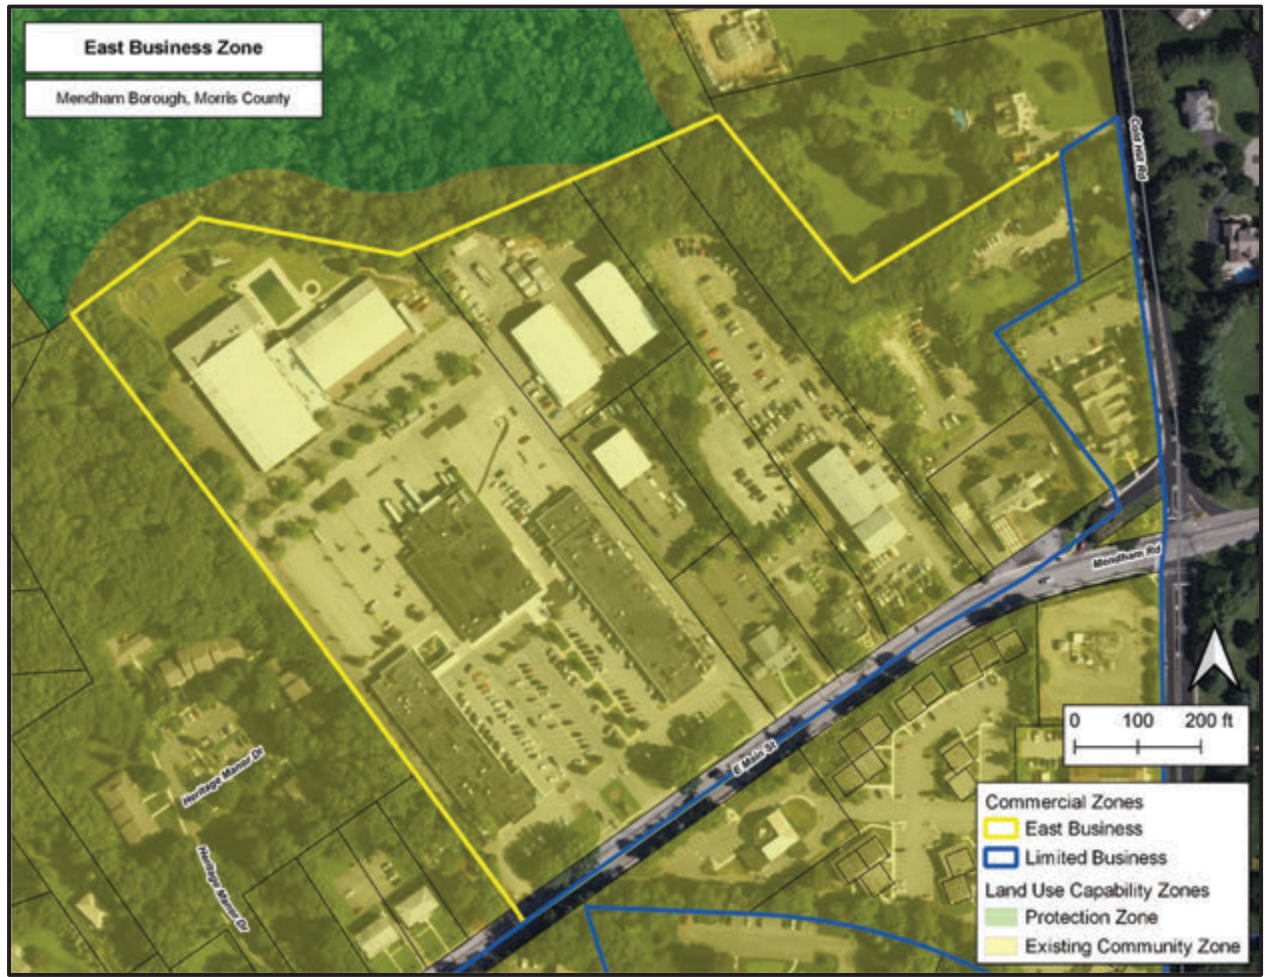 East Business Zone
Mendham Borough, Morris County
Cold Hill Rd
Mendham Rd
E Main St
Heritage Manor Dr
Heritage Manor Dr
0 100 200 ft
Commercial Zones
East Business
Limited Business
Land Use Capability Zones
Protection Zone
Existing Community Zone